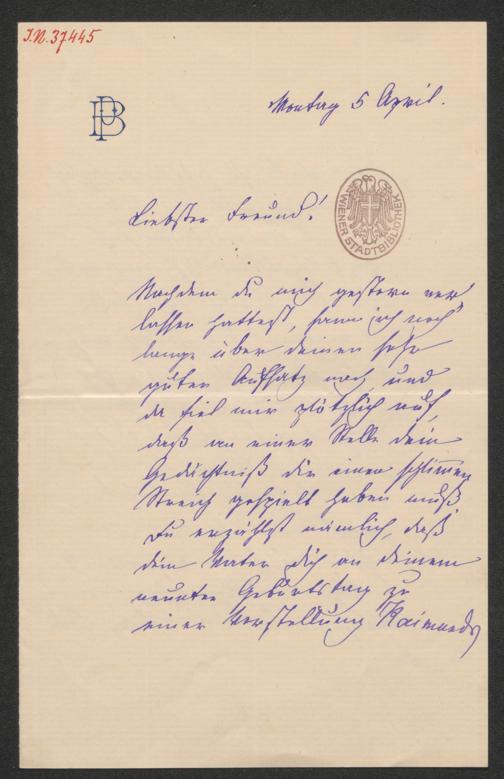 I.N. 37445
PB
Montag 5 April.
WIENER STADTBIBLIOTHEK
Liebster Freund!
Nachdem du mich gestern ver-
lassen hattest, sann ich noch
lange über deinen sehr
guten Aufsatz nach, und
da fiel mir plötzlich auf,
daß an einer Stelle dein
Gedächtniß dir einen schlimmen
Streich gespielt haben muß.
Du erzählst nämlich, daß
dein Vater dich an deinem
neunten Geburtstag zu
einer Vorstellung Raimunds